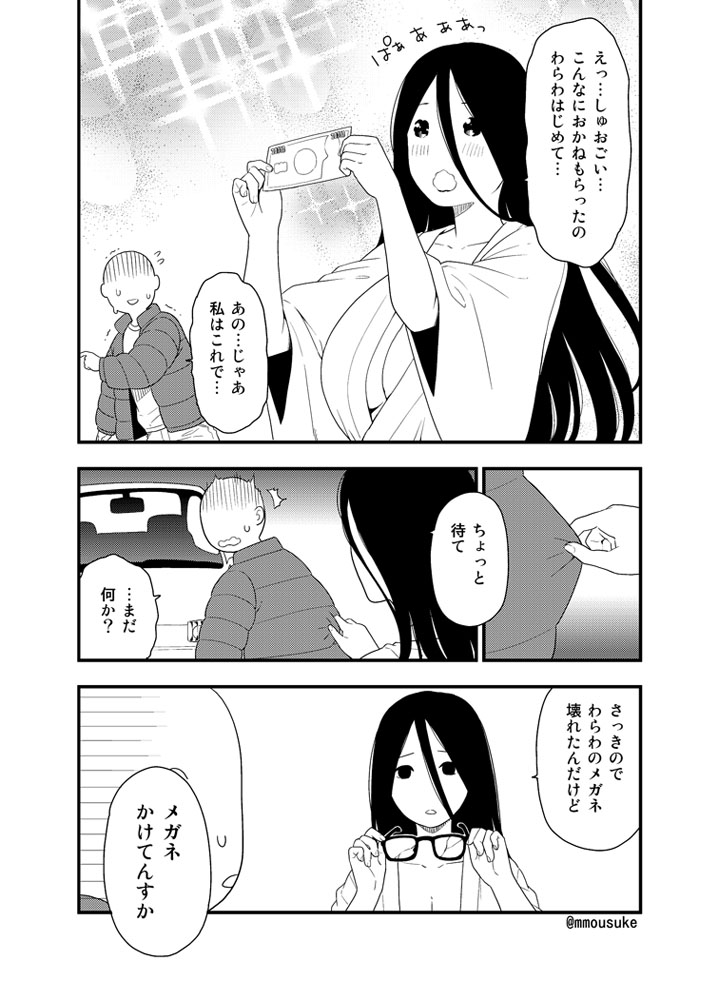 えっ…しゅおごい…
こんなにおかねもらったの
わらわはじめて…
ぱぁぁぁぁっ
あの…じゃあ
私はこれで…
ちょっと
待て
…まだ
何か？
さっきので
わらわのメガネ
壊れたんだけど
メガネ
かけてんすか
@mmousuke